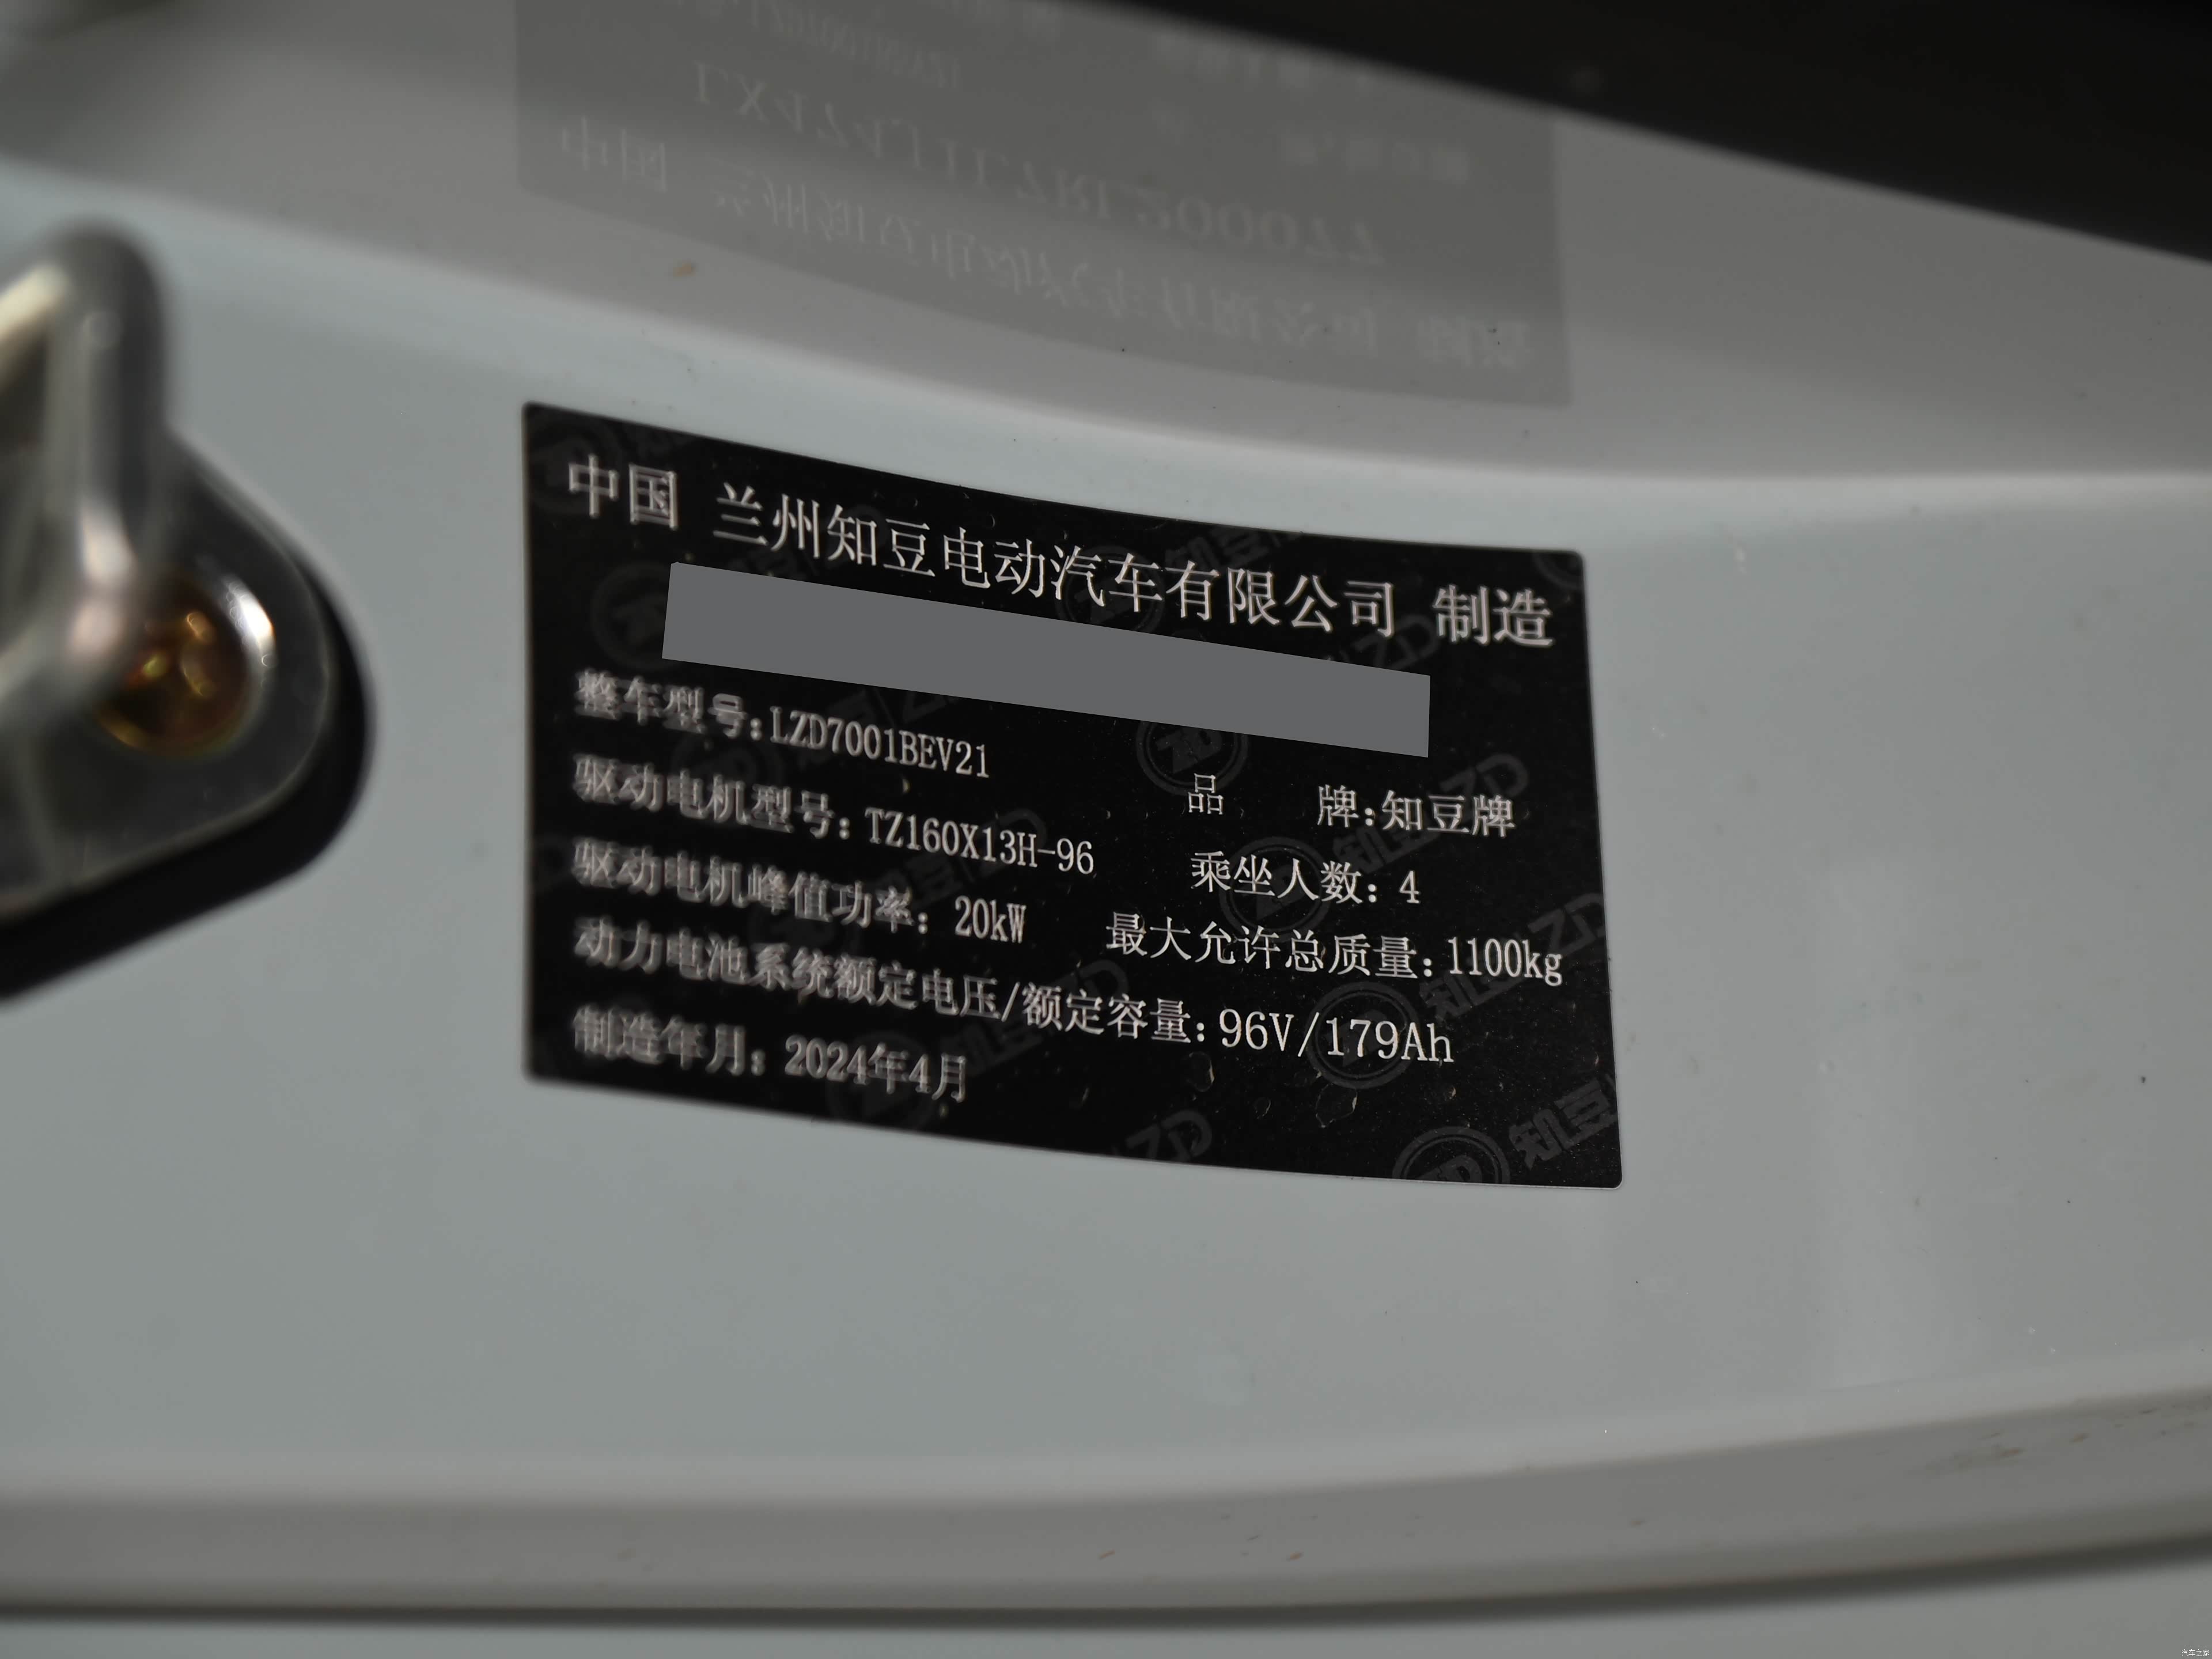 中国 兰州知豆电动汽车有限公司 制造
整车型号:LZD7001BEV21 品 牌:知豆牌
驱动电机型号: TZ160X13H-96 乘坐人数: 4
驱动电机峰值功率: 20kW 最大允许总质量:1100kg
动力电池系统额定电压/额定容量:96V/179Ah
制造年月: 2024年4月
汽车之家